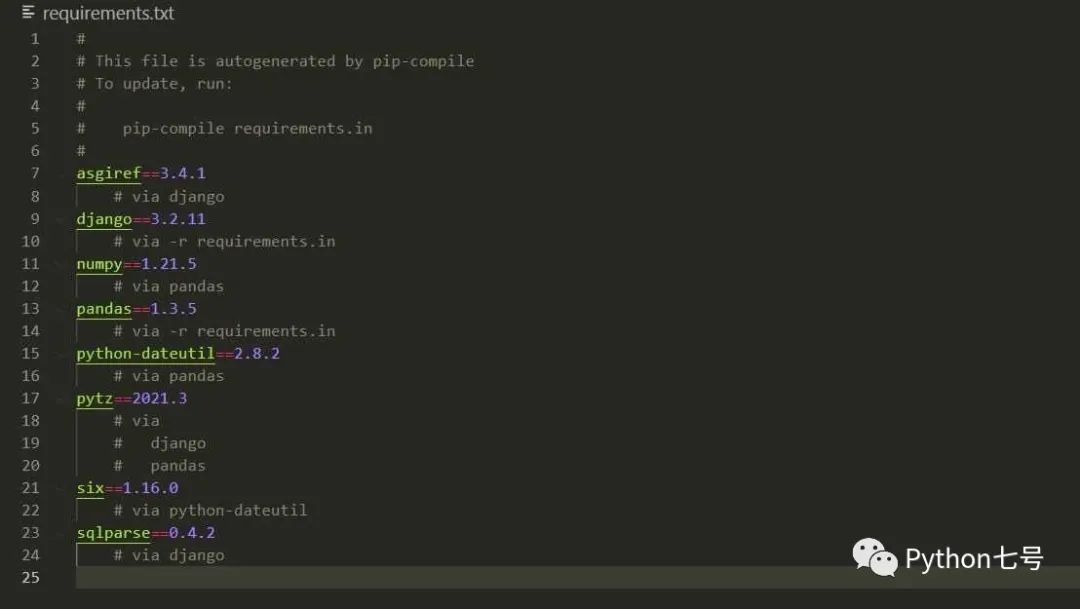 requirements.txt
1 #
2 # This file is autogenerated by pip-compile
3 # To update, run:
4 #
5 #    pip-compile requirements.in
6 #
7 asgiref==3.4.1
8     # via django
9 django==3.2.11
10     # via -r requirements.in
11 numpy==1.21.5
12     # via pandas
13 pandas==1.3.5
14     # via -r requirements.in
15 python-dateutil==2.8.2
16     # via pandas
17 pytz==2021.3
18     # via
19     #   django
20     #   pandas
21 six==1.16.0
22     # via python-dateutil
23 sqlparse==0.4.2
24     # via django
25
Python七号